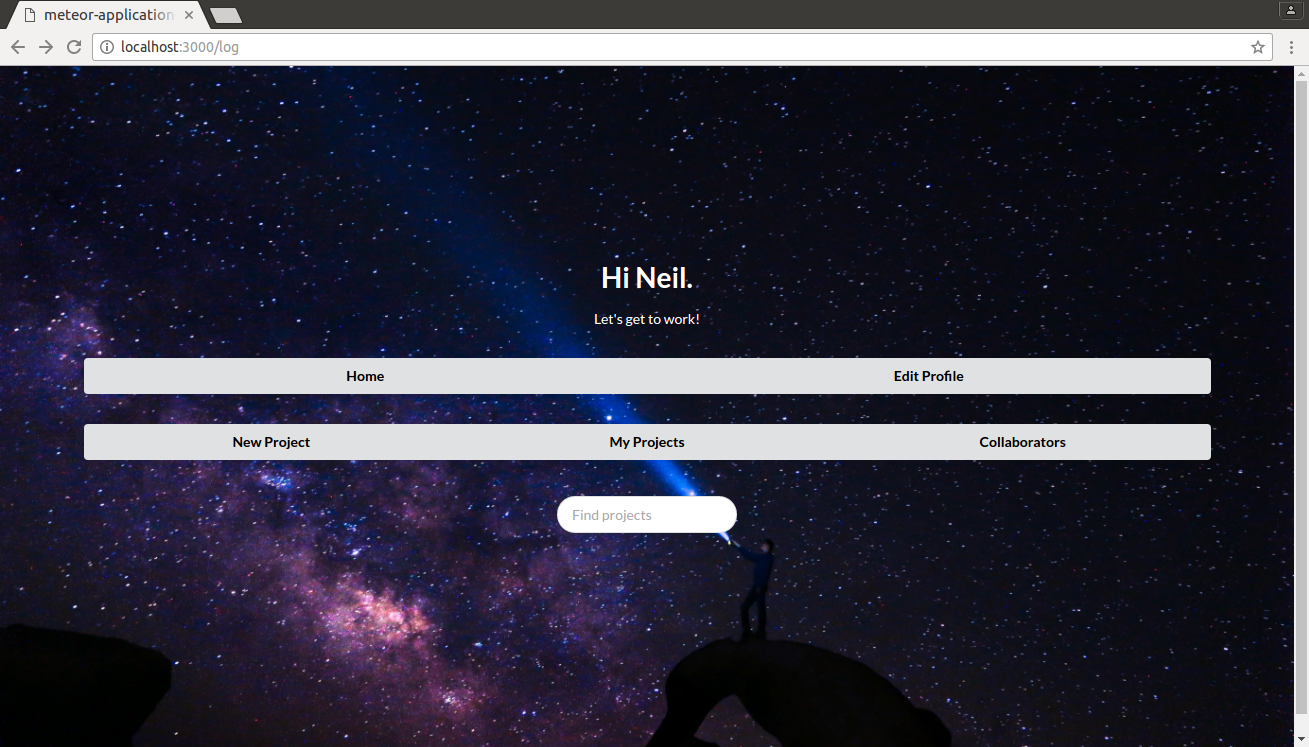 meteor-application
localhost:3000/log
Hi Neil.
Let's get to work!
Home Edit Profile
New Project My Projects Collaborators
Find projects